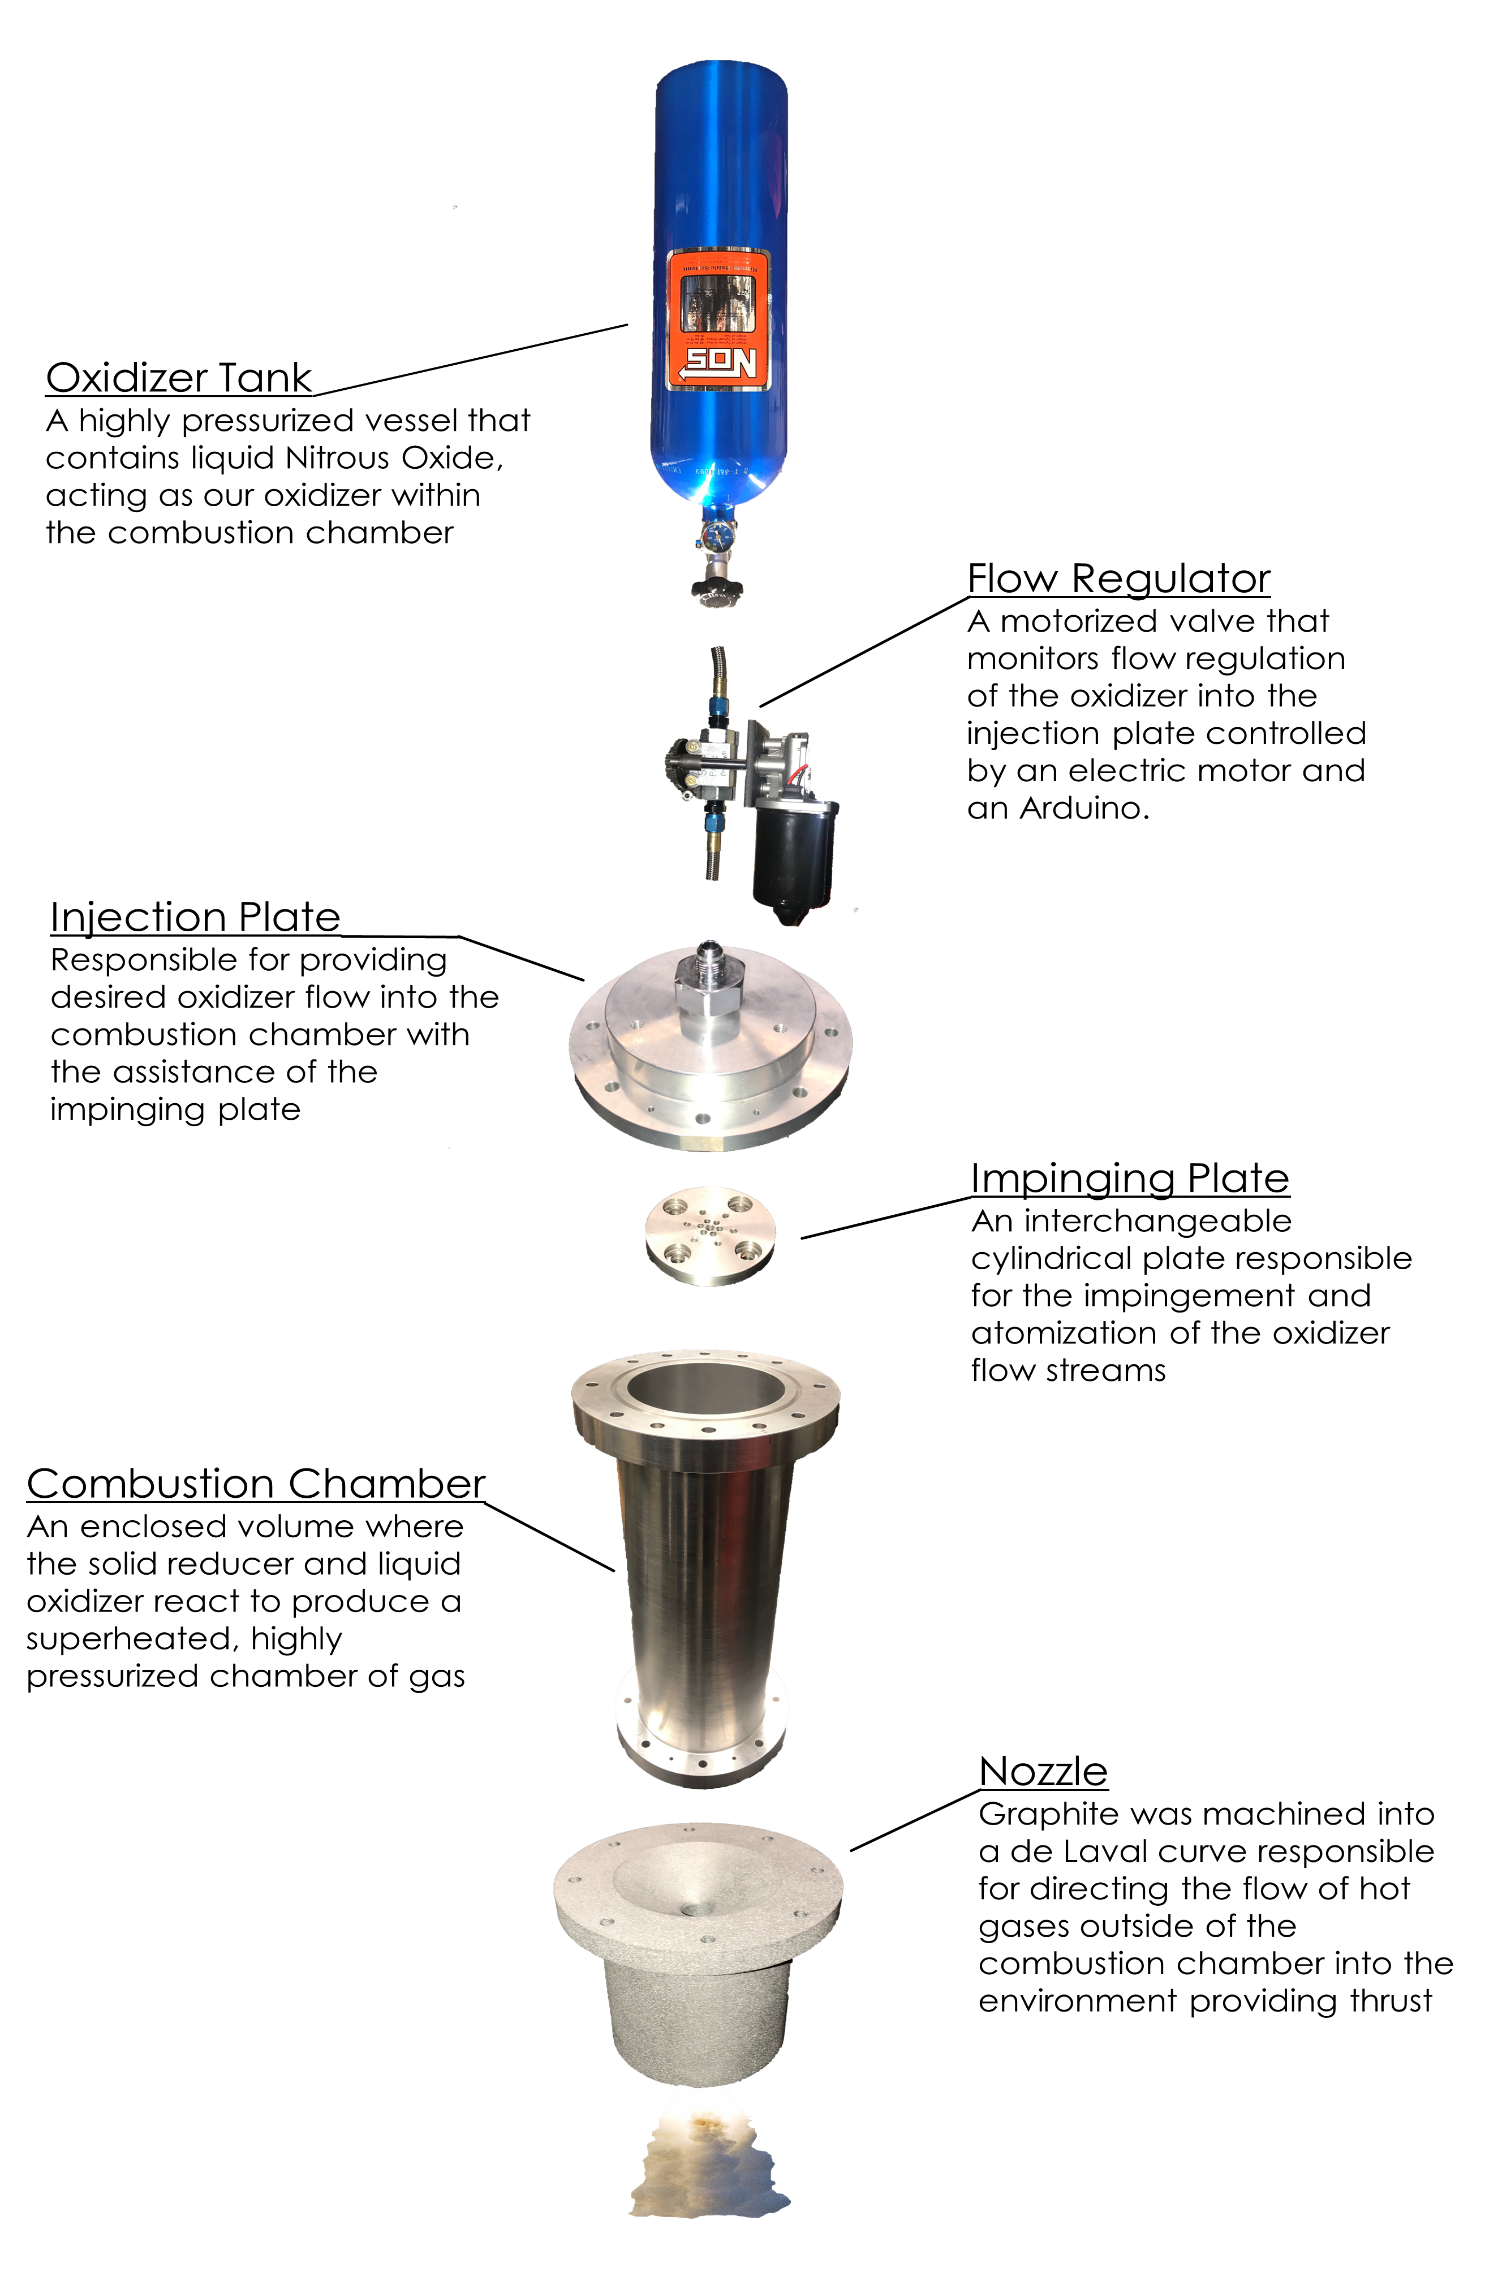 NOS
Oxidizer Tank
A highly pressurized vessel that
contains liquid Nitrous Oxide,
acting as our oxidizer within
the combustion chamber
Flow Regulator
A motorized valve that
monitors flow regulation
of the oxidizer into the
injection plate controlled
by an electric motor and
an Arduino.
Injection Plate
Responsible for providing
desired oxidizer flow into the
combustion chamber with
the assistance of the
impinging plate
Impinging Plate
An interchangeable
cylindrical plate responsible
for the impingement and
atomization of the oxidizer
flow streams
Combustion Chamber
An enclosed volume where
the solid reducer and liquid
oxidizer react to produce a
superheated, highly
pressurized chamber of gas
Nozzle
Graphite was machined into
a de Laval curve responsible
for directing the flow of hot
gases outside of the
combustion chamber into the
environment providing thrust